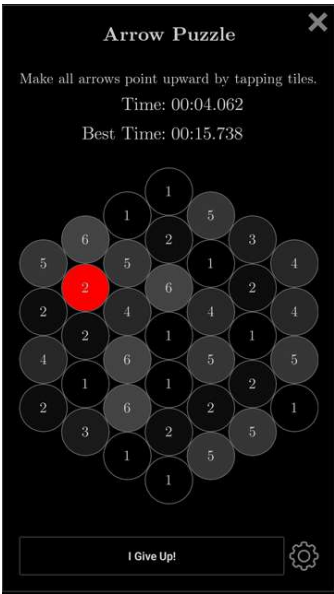 Arrow Puzzle
Make all arrows point upward by tapping tiles.
Time: 00:04.062
Best Time: 00:15.738
1
1 5
6 2 3
5 5 1 4
2 6 2
2 4 4 4
2 1 1
4 6 5 5
1 1 2
2 6 2 1
3 2 5
1 5
1
I Give Up!